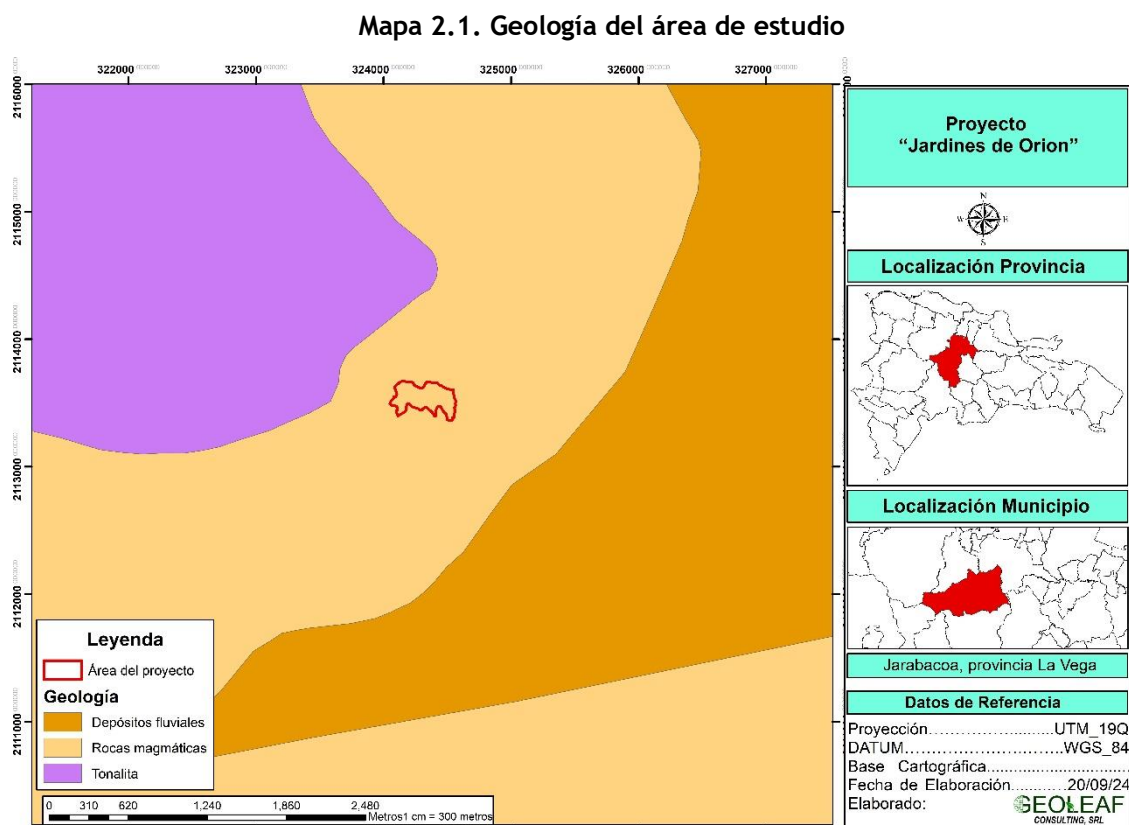 Mapa 2.1. Geología del área de estudio
322000 323000 324000 325000 326000 327000
2116000
2115000
2114000
2113000
2112000
2111000
Leyenda
Área del proyecto
Geología
Depósitos fluviales
Rocas magmáticas
Tonalita
0 310 620 1,240 1,860 2,480
Metros1 cm = 300 metros
Proyecto
“Jardines de Orion”
N
W E
S
Localización Provincia
Localización Municipio
Jarabacoa, provincia La Vega
Datos de Referencia
Proyección......................UTM_19Q
DATUM........................WGS_84
Base Cartográfica.....................
Fecha de Elaboración..........20/09/24
Elaborado:
GEOLEAF
CONSULTING, SRL